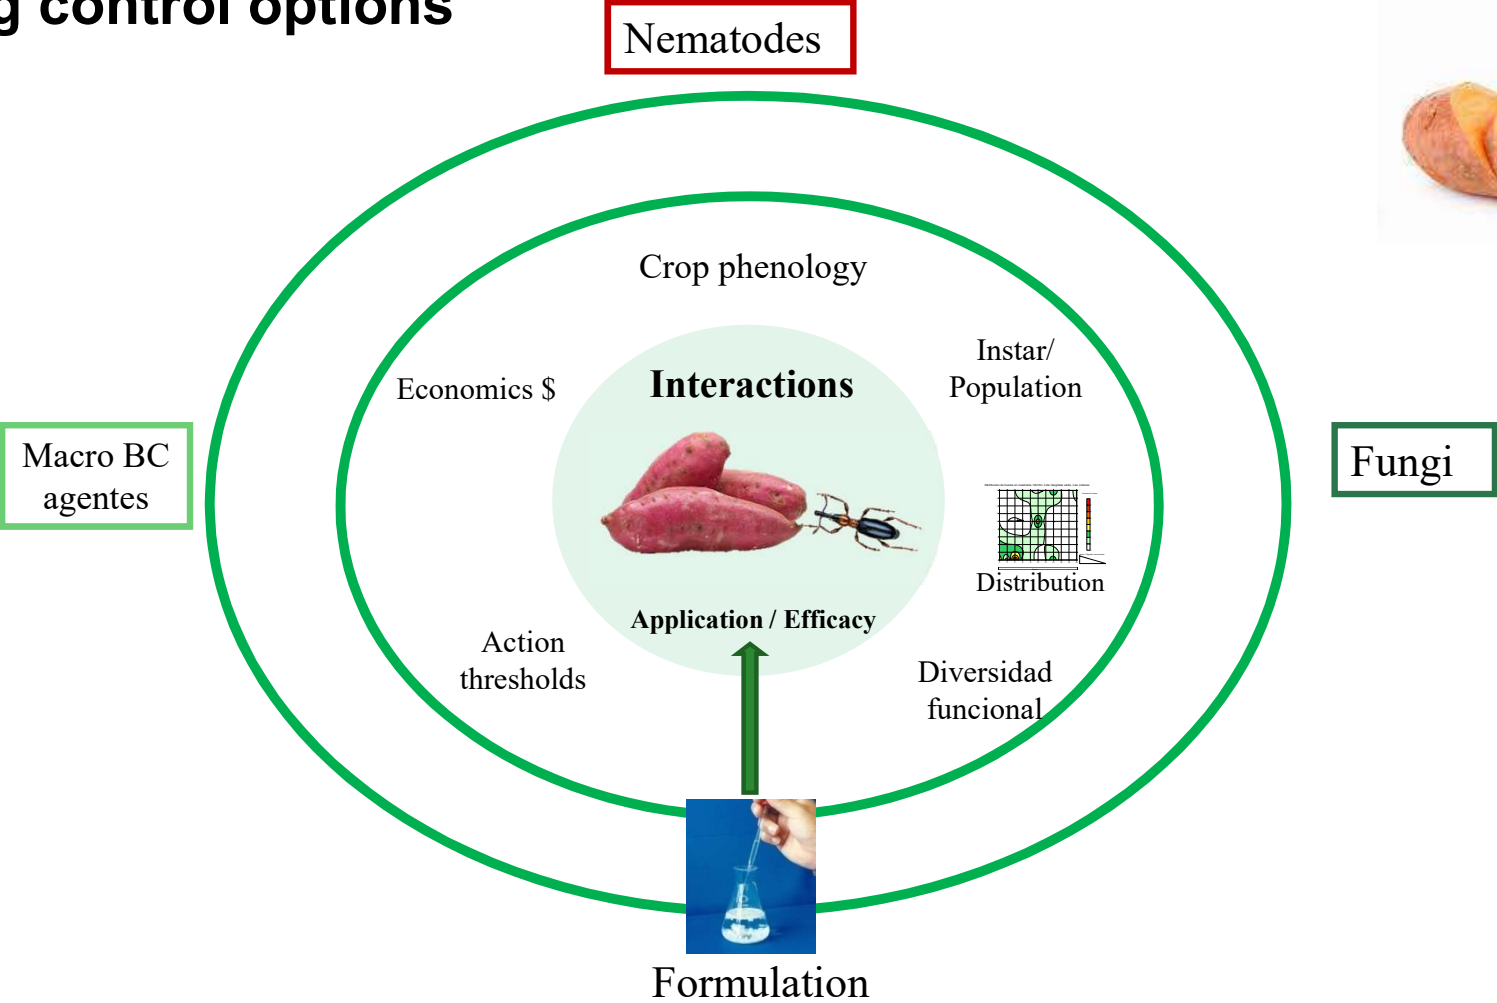 g control options
Nematodes
Crop phenology
Instar/
Population
Economics $
Interactions
Macro BC
agentes
Fungi
Distribution
Application / Efficacy
Action
thresholds
Diversidad
funcional
Formulation